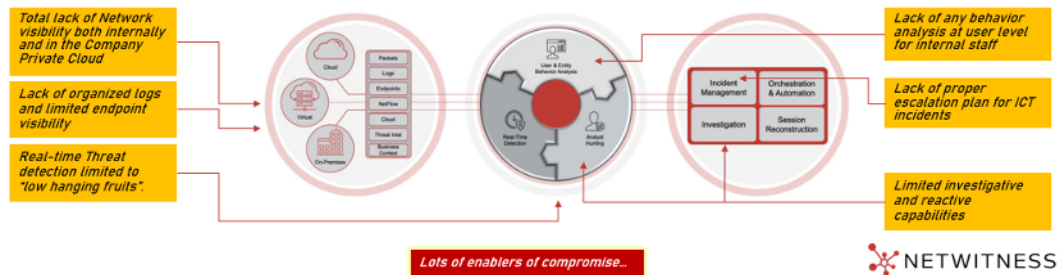 Total lack of Network
visibility both internally
and in the Company
Private Cloud
Lack of organized logs
and limited endpoint
visibility
Real-time Threat
detection limited to
“low hanging fruits”.
Cloud
Virtual
On-Premises
Packets
Logs
Endpoints
NetFlow
Cloud
Threat Intel
Business
Context
User & Entity
Behavior Analysis
Real-Time
Detection
Analyst
Hunting
Incident
Management
Orchestration
& Automation
Investigation
Session
Reconstruction
Lack of any behavior
analysis at user level
for internal staff
Lack of proper
escalation plan for ICT
incidents
Limited investigative
and reactive
capabilities
Lots of enablers of compromise...
NETWITNESS